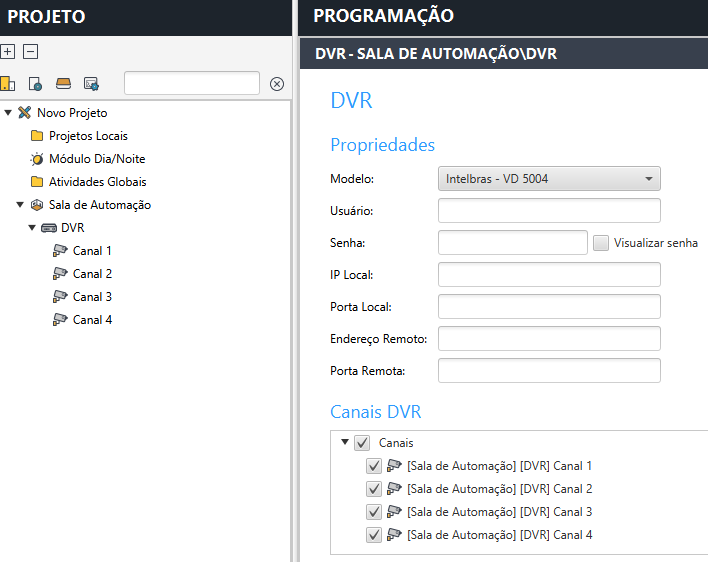 PROJETO
Novo Projeto
Projetos Locais
Módulo Dia/Noite
Atividades Globais
Sala de Automação
DVR
Canal 1
Canal 2
Canal 3
Canal 4
PROGRAMAÇÃO
DVR - SALA DE AUTOMAÇÃO\DVR
DVR
Propriedades
Modelo: Intelbras - VD 5004
Usuário:
Senha: Visualizar senha
IP Local:
Porta Local:
Endereço Remoto:
Porta Remota:
Canais DVR
Canais
[Sala de Automação] [DVR] Canal 1
[Sala de Automação] [DVR] Canal 2
[Sala de Automação] [DVR] Canal 3
[Sala de Automação] [DVR] Canal 4